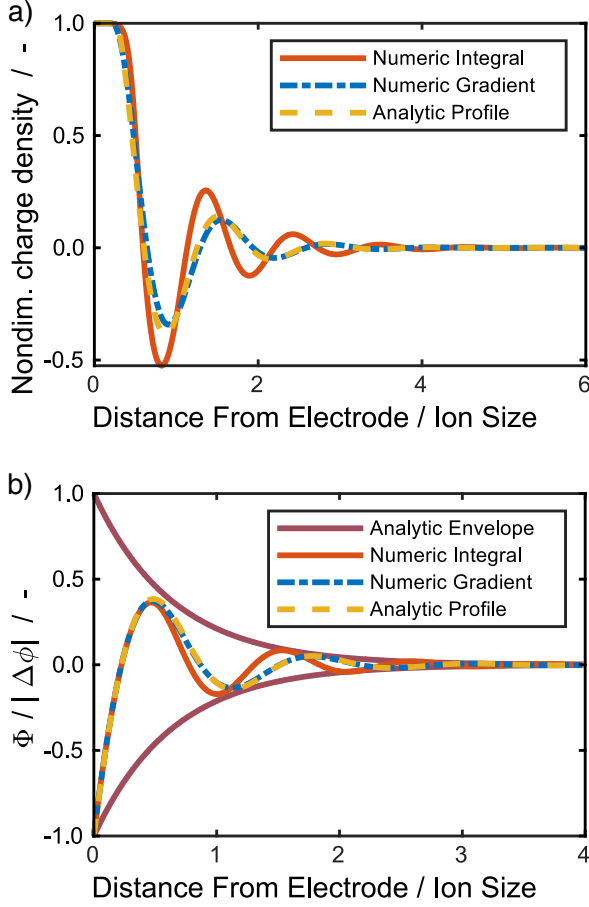 a)
1.0
0.5
0.0
-0.5
Nondim. charge density / -
Numeric Integral
Numeric Gradient
Analytic Profile
0 2 4 6
Distance From Electrode / Ion Size
b)
1.0
0.5
0.0
-0.5
-1.0
Φ / | Δϕ| / -
Analytic Envelope
Numeric Integral
Numeric Gradient
Analytic Profile
0 1 2 3 4
Distance From Electrode / Ion Size